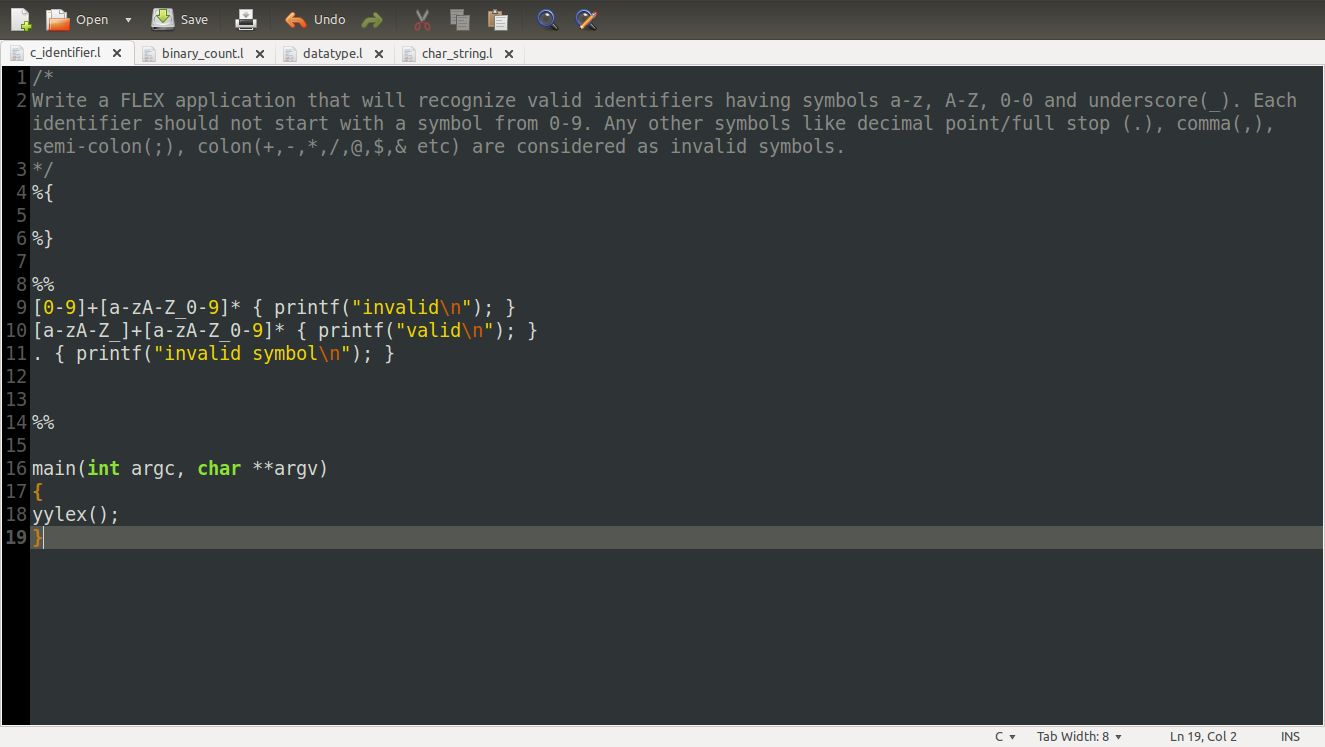 Open Save Undo
c_identifier.l binary_count.l datatype.l char_string.l
1 /*
2 Write a FLEX application that will recognize valid identifiers having symbols a-z, A-Z, 0-0 and underscore(_). Each
identifier should not start with a symbol from 0-9. Any other symbols like decimal point/full stop (.), comma(,),
semi-colon(;), colon(+,-,*,/,@,$,& etc) are considered as invalid symbols.
3 */
4 %{
5
6 %}
7
8 %%
9 [0-9]+[a-zA-Z_0-9]* { printf("invalid\n"); }
10 [a-zA-Z_]+[a-zA-Z_0-9]* { printf("valid\n"); }
11 . { printf("invalid symbol\n"); }
12
13
14 %%
15
16 main(int argc, char **argv)
17 {
18 yylex();
19 }
C Tab Width: 8 Ln 19, Col 2 INS